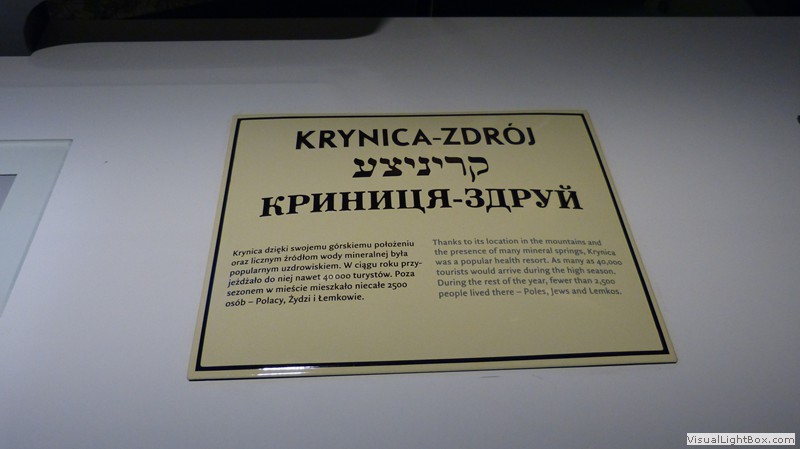 KRYNICA-ZDRÓJ
קריניצע
КРИНИЦЯ-ЗДРУЙ
Krynica dzięki swojemu górskiemu położeniu
oraz licznym źródłom wody mineralnej była
popularnym uzdrowiskiem. W ciągu roku przy-
jeżdżało do niej nawet 40 000 turystów. Poza
sezonem w mieście mieszkało niecałe 2500
osób – Polacy, Żydzi i Łemkowie.
Thanks to its location in the mountains and
the presence of many mineral springs, Krynica
was a popular health resort. As many as 40,000
tourists would arrive during the high season.
During the rest of the year, fewer than 2,500
people lived there – Poles, Jews and Lemkos.
VisualLightBox.com